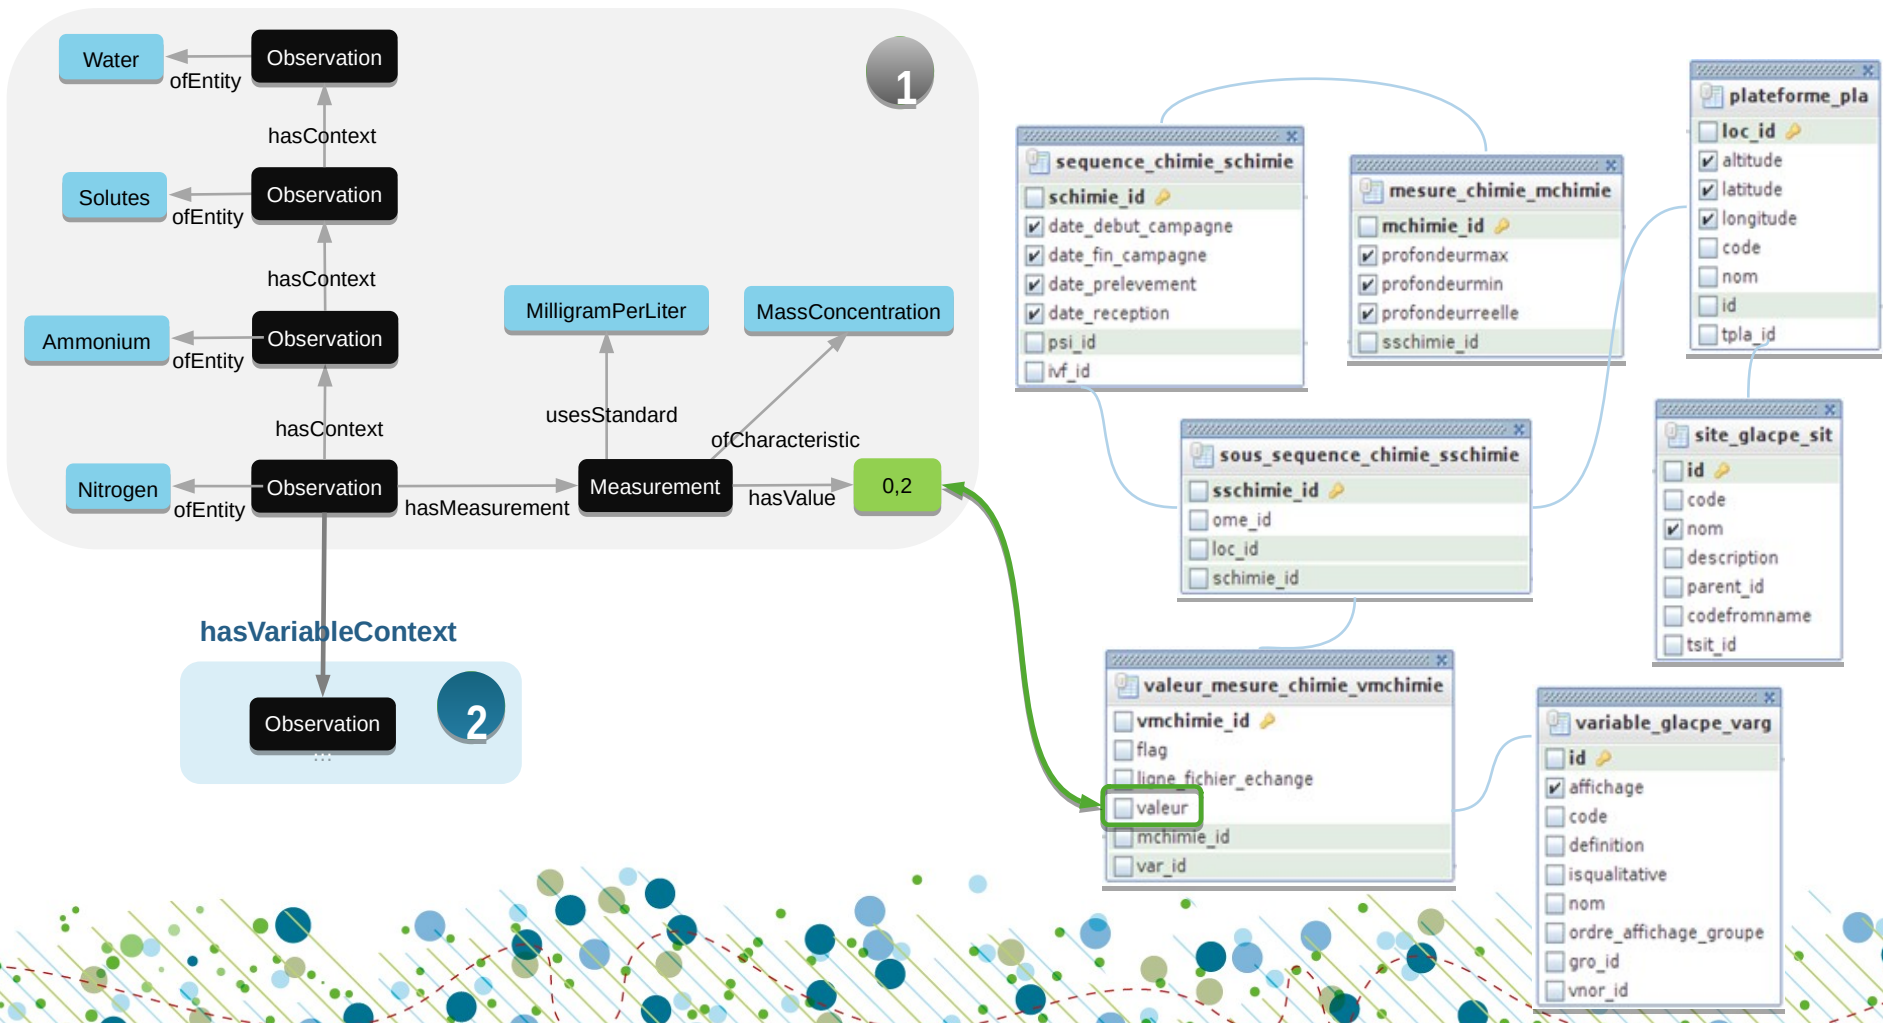 Water
ofEntity
Observation
hasContext
Solutes
ofEntity
Observation
hasContext
Ammonium
ofEntity
Observation
hasContext
Nitrogen
ofEntity
Observation
hasMeasurement
MilligramPerLiter
MassConcentration
usesStandard
ofCharacteristic
Measurement
hasValue
0,2
1
hasVariableContext
Observation
...
2
sequence_chimie_schimie
schimie_id
date_debut_campagne
date_fin_campagne
date_prelevement
date_reception
psi_id
ivf_id
mesure_chimie_mchimie
mchimie_id
profondeurmax
profondeurmin
profondeurreelle
sschimie_id
plateforme_pla
loc_id
altitude
latitude
longitude
code
nom
id
tpla_id
sous_sequence_chimie_sschimie
sschimie_id
ome_id
loc_id
schimie_id
site_glacpe_sit
id
code
nom
description
parent_id
codefromname
tsit_id
valeur_mesure_chimie_vmchimie
vmchimie_id
flag
ligne_fichier_echange
valeur
mchimie_id
var_id
variable_glacpe_varg
id
affichage
code
definition
isqualitative
nom
ordre_affichage_groupe
gro_id
vnor_id